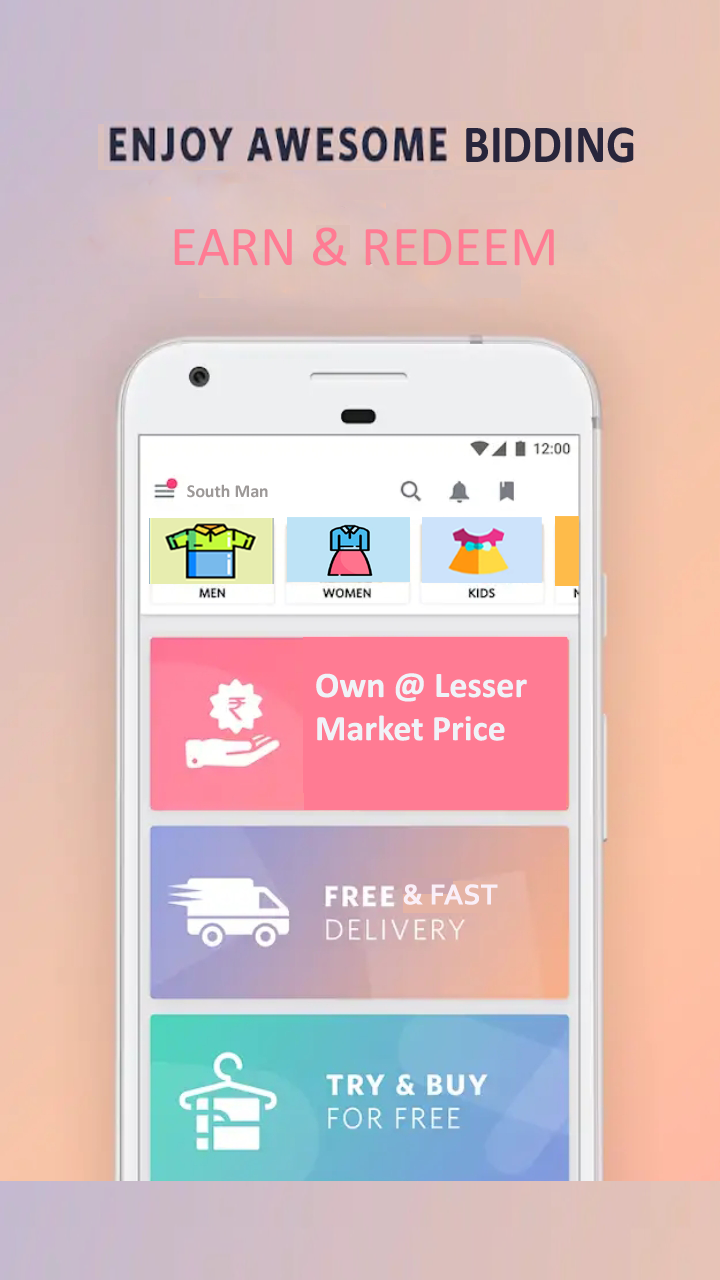 ENJOY AWESOME BIDDING
EARN & REDEEM
12:00
South Man
MEN WOMEN KIDS N
₹
Own @ Lesser
Market Price
FREE & FAST
DELIVERY
TRY & BUY
FOR FREE